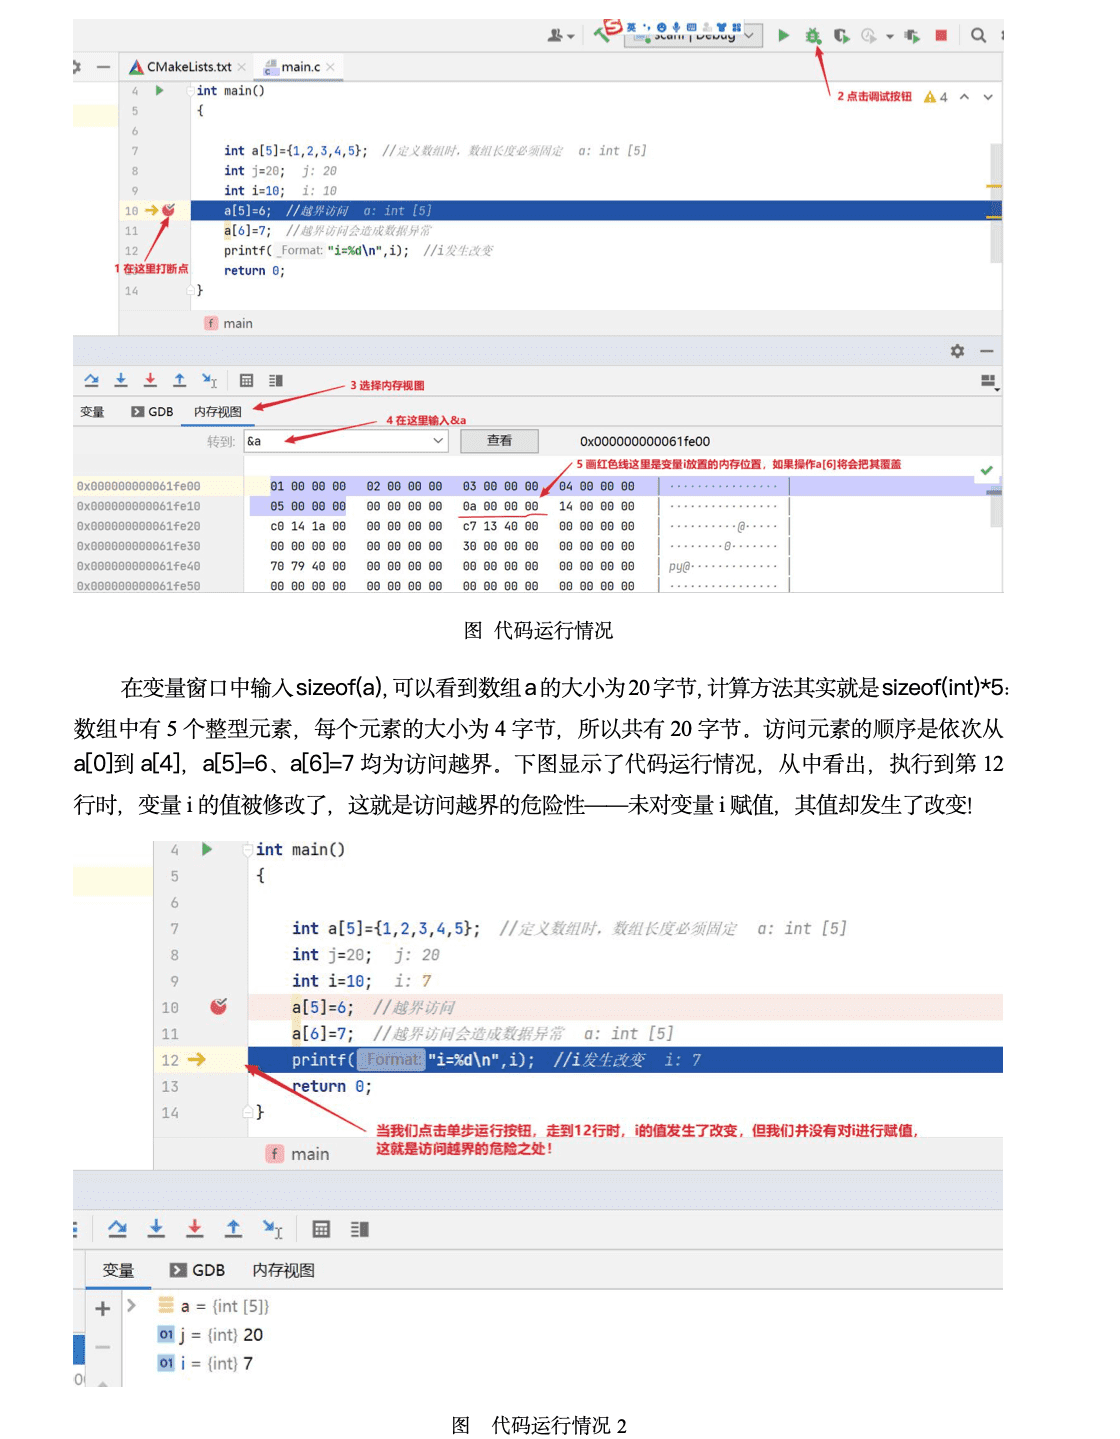 英
scanf | Debug
CMakeLists.txt
main.c
2 点击调试按钮
4
4 int main()
5 {
6
7 int a[5]={1,2,3,4,5}; //定义数组时，数组长度必须固定 a: int [5]
8 int j=20; j: 20
9 int i=10; i: 10
10 a[5]=6; //越界访问 a: int [5]
11 a[6]=7; //越界访问会造成数据异常
12 printf( _Format: "i=%d\n",i); //i发生改变
1 在这里打断点
return 0;
14 }
f main
3 选择内存视图
变量 GDB 内存视图
4 在这里输入&a
转到: &a 查看 0x000000000061fe00
5 画红色线这里是变量i放置的内存位置，如果操作a[6]将会把其覆盖
0x000000000061fe00 01 00 00 00 02 00 00 00 03 00 00 00 04 00 00 00 | ················ |
0x000000000061fe10 05 00 00 00 00 00 00 00 0a 00 00 00 14 00 00 00 | ················ |
0x000000000061fe20 c0 14 1a 00 00 00 00 00 c7 13 40 00 00 00 00 00 | ··········@····· |
0x000000000061fe30 00 00 00 00 00 00 00 00 30 00 00 00 00 00 00 00 | ········0······· |
0x000000000061fe40 70 79 40 00 00 00 00 00 00 00 00 00 00 00 00 00 | py@············· |
0x000000000061fe50 00 00 00 00 00 00 00 00 00 00 00 00 00 00 00 00 | ················ |
图 代码运行情况
在变量窗口中输入sizeof(a), 可以看到数组a的大小为20字节, 计算方法其实就是sizeof(int)*5:
数组中有 5 个整型元素，每个元素的大小为 4 字节，所以共有 20 字节。访问元素的顺序是依次从
a[0]到 a[4]，a[5]=6、a[6]=7 均为访问越界。下图显示了代码运行情况，从中看出，执行到第 12
行时，变量 i 的值被修改了，这就是访问越界的危险性——未对变量 i 赋值，其值却发生了改变!
4 int main()
5 {
6
7 int a[5]={1,2,3,4,5}; //定义数组时，数组长度必须固定 a: int [5]
8 int j=20; j: 20
9 int i=10; i: 7
10 a[5]=6; //越界访问
11 a[6]=7; //越界访问会造成数据异常 a: int [5]
12 printf( _Format: "i=%d\n",i); //i发生改变 i: 7
13 return 0;
14 }
当我们点击单步运行按钮，走到12行时，i的值发生了改变，但我们并没有对i进行赋值，
这就是访问越界的危险之处！
f main
变量 GDB 内存视图
a = {int [5]}
01 j = {int} 20
01 i = {int} 7
图 代码运行情况 2